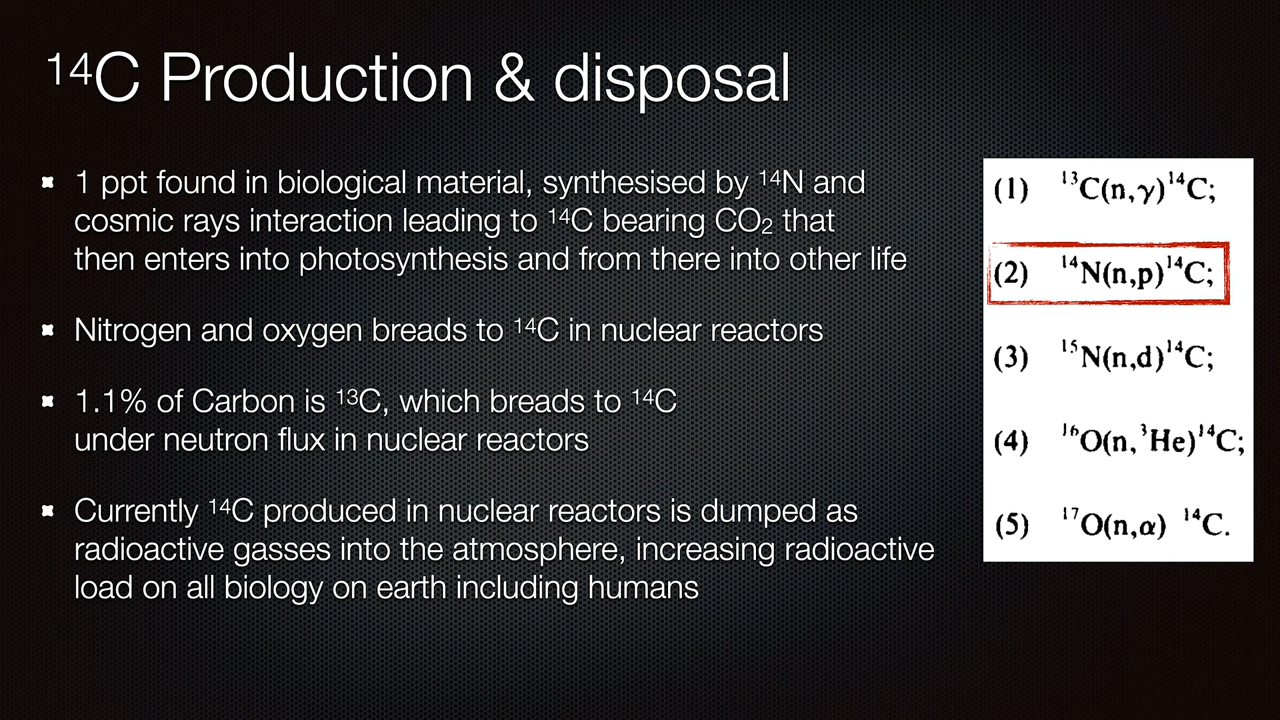 ¹⁴C Production & disposal
1 ppt found in biological material, synthesised by ¹⁴N and
cosmic rays interaction leading to ¹⁴C bearing CO₂ that
then enters into photosynthesis and from there into other life
Nitrogen and oxygen breads to ¹⁴C in nuclear reactors
1.1% of Carbon is ¹³C, which breads to ¹⁴C
under neutron flux in nuclear reactors
Currently ¹⁴C produced in nuclear reactors is dumped as
radioactive gasses into the atmosphere, increasing radioactive
load on all biology on earth including humans
(1) ¹³C(n,γ)¹⁴C;
(2) ¹⁴N(n,p)¹⁴C;
(3) ¹⁵N(n,d)¹⁴C;
(4) ¹⁶O(n,³He)¹⁴C;
(5) ¹⁷O(n,α) ¹⁴C.